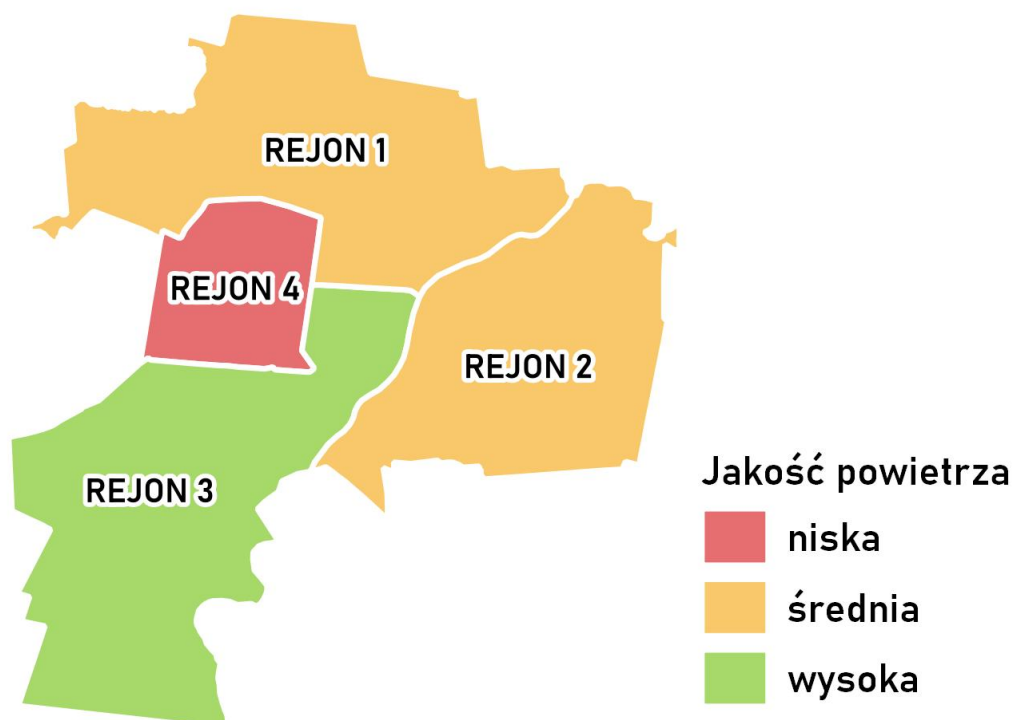 REJON 1
REJON 4
REJON 2
REJON 3
Jakość powietrza
niska
średnia
wysoka